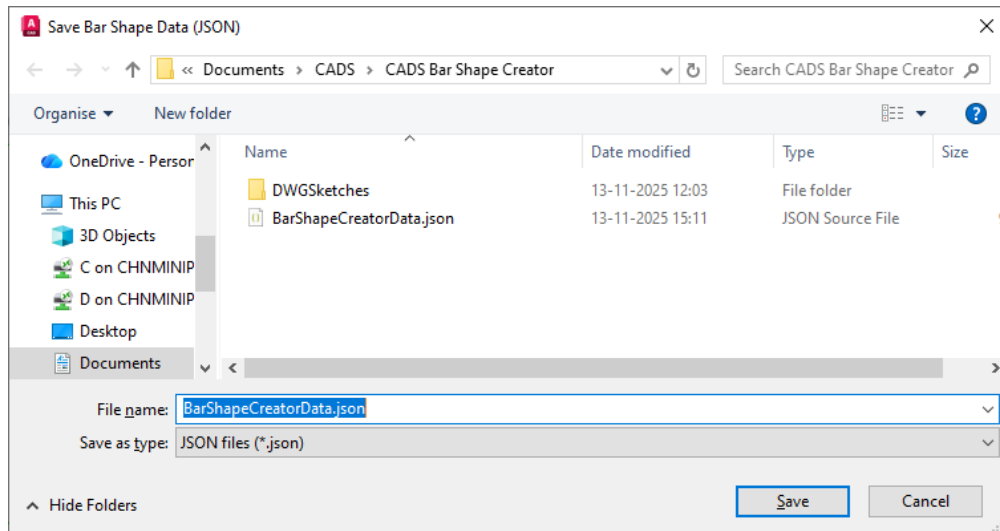 Save Bar Shape Data (JSON)
« Documents › CADS › CADS Bar Shape Creator
Search CADS Bar Shape Creator
Organise New folder
Name Date modified Type Size
OneDrive - Person
This PC
3D Objects
C on CHNMINIP
D on CHNMINIP
Desktop
Documents
DWGSketches 13-11-2025 12:03 File folder
BarShapeCreatorData.json 13-11-2025 15:11 JSON Source File
File name: BarShapeCreatorData.json
Save as type: JSON files (*.json)
Hide Folders
Save Cancel